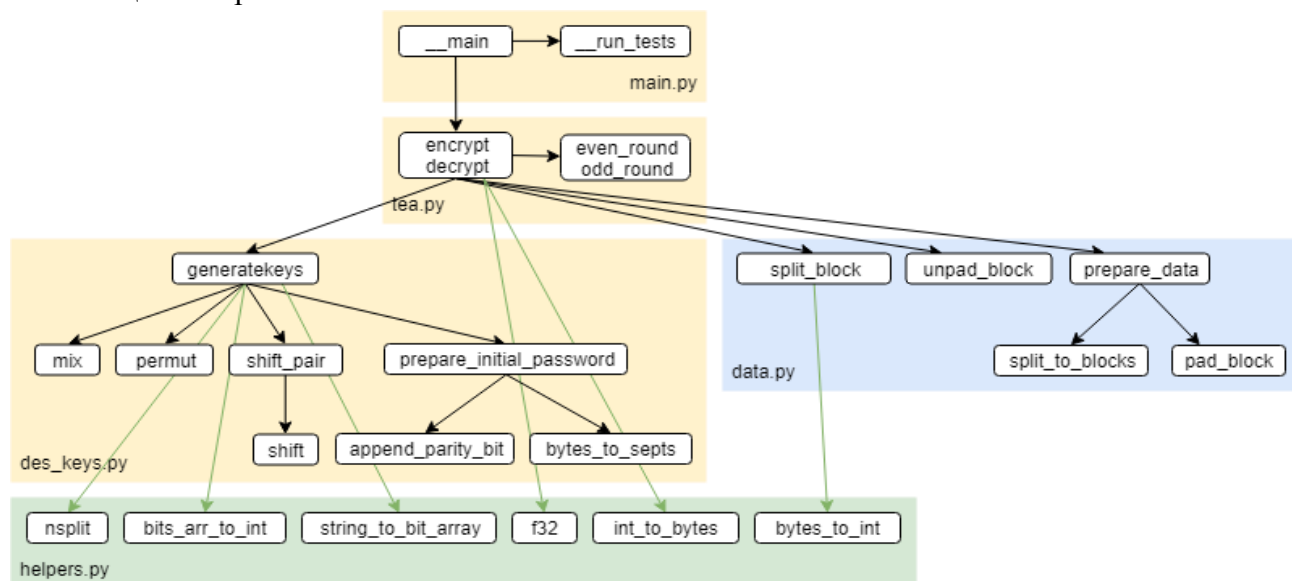 __main
__run_tests
main.py
encrypt
decrypt
even_round
odd_round
tea.py
generatekeys
split_block
unpad_block
prepare_data
mix
permut
shift_pair
prepare_initial_password
split_to_blocks
pad_block
data.py
shift
append_parity_bit
bytes_to_septs
des_keys.py
nsplit
bits_arr_to_int
string_to_bit_array
f32
int_to_bytes
bytes_to_int
helpers.py